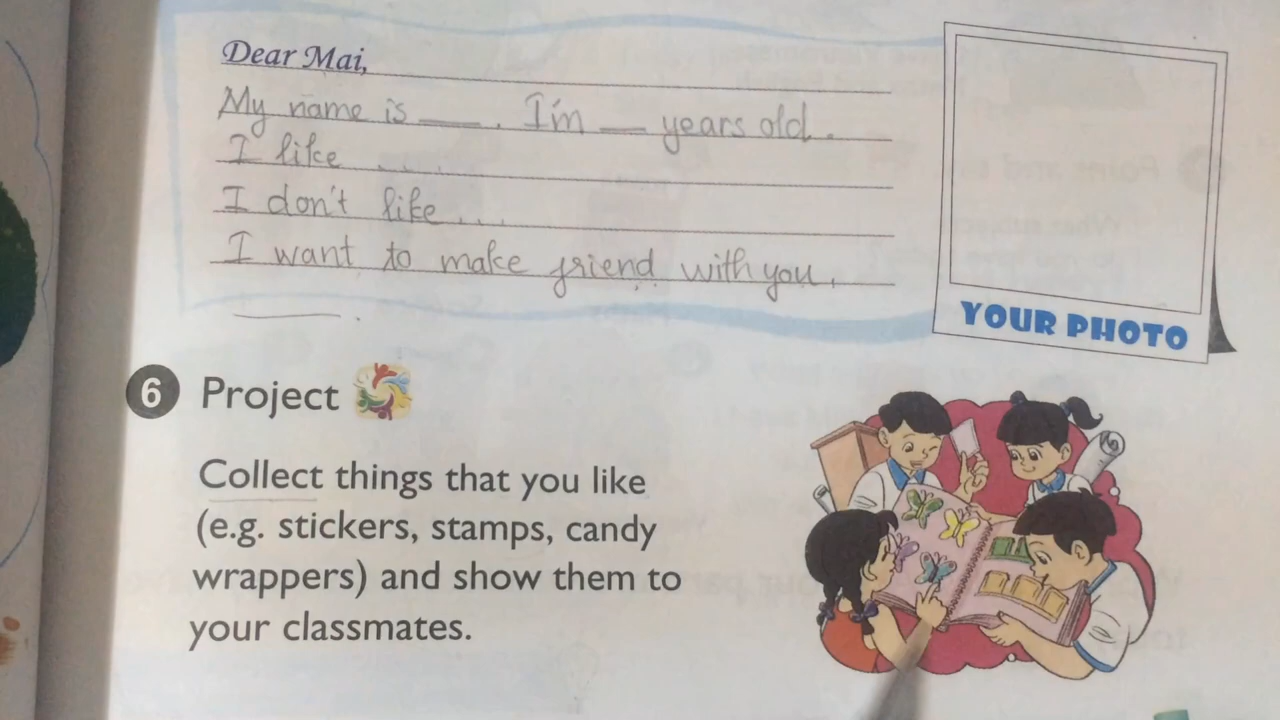 Dear Mai,
My name is ___. I'm ___ years old.
I like ....
I don't like ....
I want to make friend with you.
YOUR PHOTO
6 Project
Collect things that you like
(e.g. stickers, stamps, candy
wrappers) and show them to
your classmates.